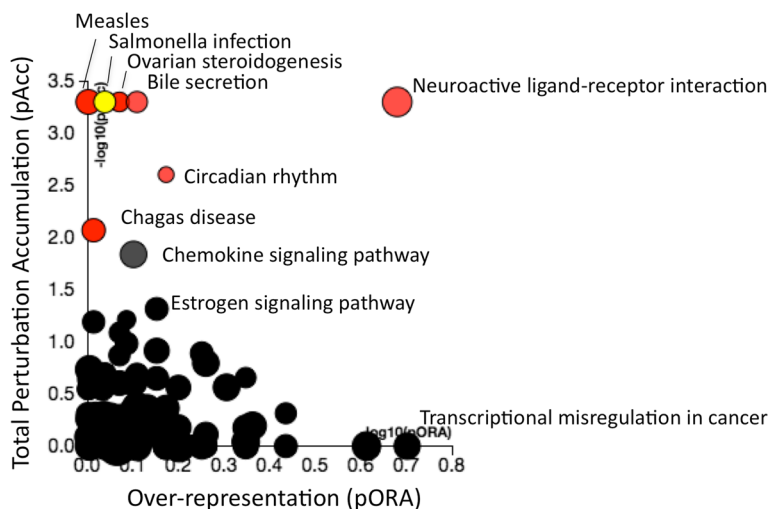 Measles
Salmonella infection
Ovarian steroidogenesis
Bile secretion
Neuroactive ligand-receptor interaction
Circadian rhythm
Chagas disease
Chemokine signaling pathway
Estrogen signaling pathway
Transcriptional misregulation in cancer
Total Perturbation Accumulation (pAcc)
3.5
3.0
2.5
2.0
1.5
1.0
0.5
0.0
0.0 0.1 0.2 0.3 0.4 0.5 0.6 0.7 0.8
Over-representation (pORA)